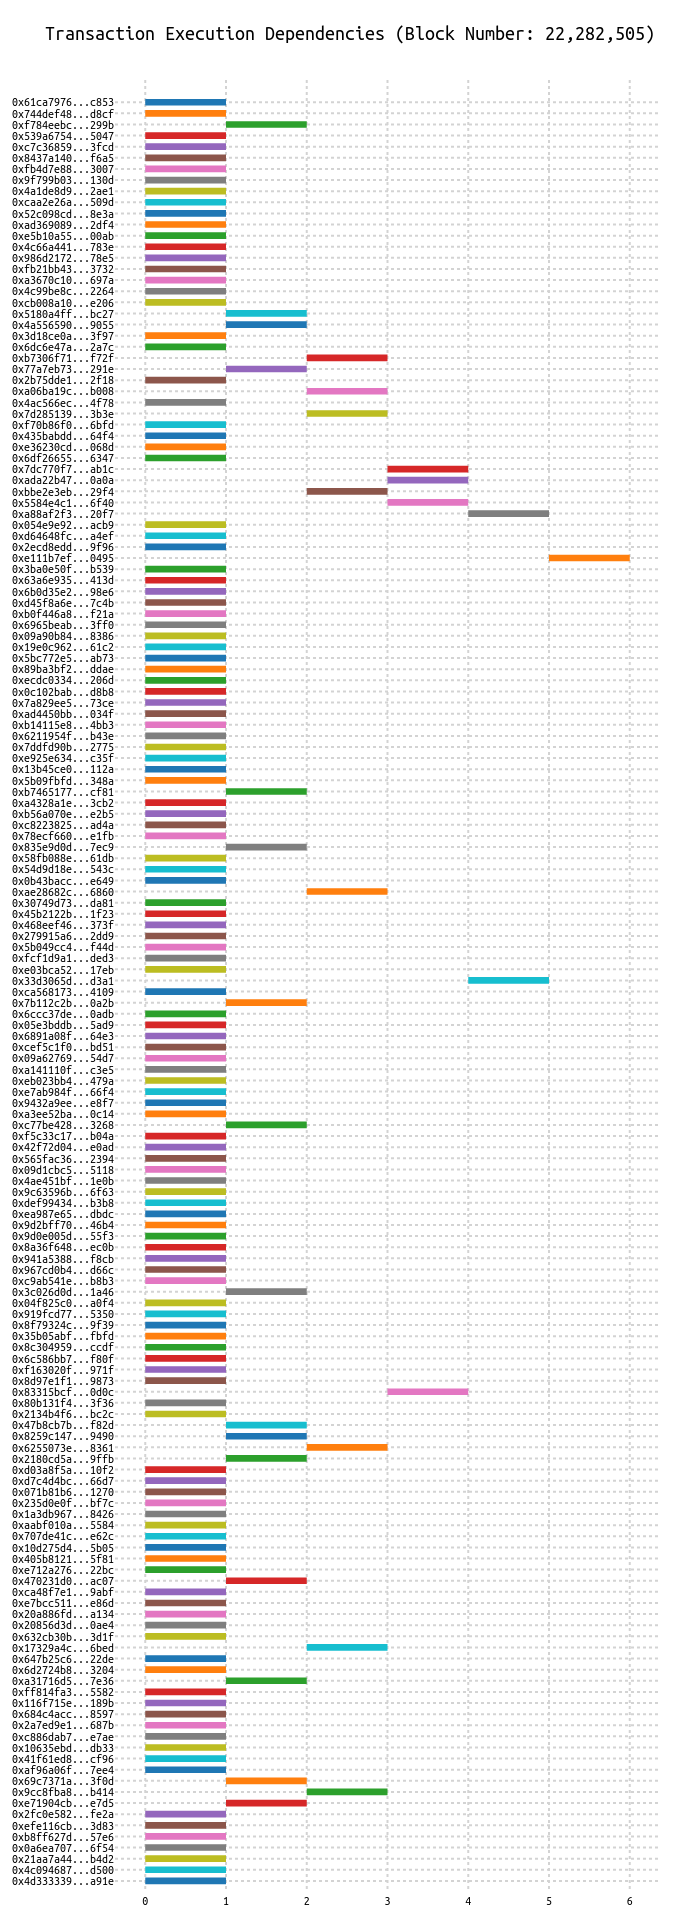 Transaction Execution Dependencies (Block Number: 22,282,505)
0x61ca7976...c853
0x744def48...d8cf
0xf784eebc...299b
0x539a6754...5047
0xc7c36859...3fcd
0x8437a140...f6a5
0xfb4d7e88...3007
0x9f799b03...130d
0x4a1de8d9...2ae1
0xcaa2e26a...509d
0x52c098cd...8e3a
0xad369089...2df4
0xe5b10a55...00ab
0x4c66a441...783e
0x986d2172...78e5
0xfb21bb43...3732
0xa3670c10...697a
0x4c99be8c...2264
0xcb008a10...e206
0x5180a4ff...bc27
0x4a556590...9055
0x3d18ce0a...3f97
0x6dc6e47a...2a7c
0xb7306f71...f72f
0x77a7eb73...291e
0x2b75dde1...2f18
0xa06ba19c...b008
0x4ac566ec...4f78
0x7d285139...3b3e
0xf70b86f0...6bfd
0x435babdd...64f4
0xe36230cd...068d
0x6df26655...6347
0x7dc770f7...ab1c
0xada22b47...0a0a
0xbbe2e3eb...29f4
0x5584e4c1...6f40
0xa88af2f3...20f7
0x054e9e92...acb9
0xd64648fc...a4ef
0x2ecd8edd...9f96
0xe111b7ef...0495
0x3ba0e50f...b539
0x63a6e935...413d
0x6b0d35e2...98e6
0xd45f8a6e...7c4b
0xb0f446a8...f21a
0x6965beab...3ff0
0x09a90b84...8386
0x19e0c962...61c2
0x5bc772e5...ab73
0x89ba3bf2...ddae
0xecdc0334...206d
0x0c102bab...d8b8
0x7a829ee5...73ce
0xad4450bb...034f
0xb14115e8...4bb3
0x6211954f...b43e
0x7ddfd90b...2775
0xe925e634...c35f
0x13b45ce0...112a
0x5b09fbfd...348a
0xb7465177...cf81
0xa4328a1e...3cb2
0xb56a070e...e2b5
0xc8223825...ad4a
0x78ecf660...e1fb
0x835e9d0d...7ec9
0x58fb088e...61db
0x54d9d18e...543c
0x0b43bacc...e649
0xae28682c...6860
0x30749d73...da81
0x45b2122b...1f23
0x468eef46...373f
0x279915a6...2dd9
0x5b049cc4...f44d
0xfcf1d9a1...ded3
0xe03bca52...17eb
0x33d3065d...d3a1
0xca568173...4109
0x7b112c2b...0a2b
0x6ccc37de...0adb
0x05e3bddb...5ad9
0x6891a08f...64e3
0xcef5c1f0...bd51
0x09a62769...54d7
0xa141110f...c3e5
0xeb023bb4...479a
0xe7ab984f...66f4
0x9432a9ee...e8f7
0xa3ee52ba...0c14
0xc77be428...3268
0xf5c33c17...b04a
0x42f72d04...e0ad
0x565fac36...2394
0x09d1cbc5...5118
0x4ae451bf...1e0b
0x9c63596b...6f63
0xdef99434...b3b8
0xea987e65...dbdc
0x9d2bff70...46b4
0x9d0e005d...55f3
0x8a36f648...ec0b
0x941a5388...f8cb
0x967cd0b4...d66c
0xc9ab541e...b8b3
0x3c026d0d...1a46
0x04f825c0...a0f4
0x919fcd77...5350
0x8f79324c...9f39
0x35b05abf...fbfd
0x8c304959...ccdf
0x6c586bb7...f80f
0xf163020f...971f
0x8d97e1f1...9873
0x83315bcf...0d0c
0x80b131f4...3f36
0x2134b4f6...bc2c
0x47b8cb7b...f82d
0x8259c147...9490
0x6255073e...8361
0x2180cd5a...9ffb
0xd03a8f5a...10f2
0xd7c4d4bc...66d7
0x071b81b6...1270
0x235d0e0f...bf7c
0x1a3db967...8426
0xaabf010a...5584
0x707de41c...e62c
0x10d275d4...5b05
0x405b8121...5f81
0xe712a276...22bc
0x470231d0...ac07
0xca48f7e1...9abf
0xe7bcc511...e86d
0x20a886fd...a134
0x20856d3d...0ae4
0x632cb30b...3d1f
0x17329a4c...6bed
0x647b25c6...22de
0x6d2724b8...3204
0xa31716d5...7e36
0xff814fa3...5582
0x116f715e...189b
0x684c4acc...8597
0x2a7ed9e1...687b
0xc886dab7...e7ae
0x10635ebd...db33
0x41f61ed8...cf96
0xaf96a06f...7ee4
0x69c7371a...3f0d
0x9cc8fba8...b414
0xe71904cb...e7d5
0x2fc0e582...fe2a
0xefe116cb...3d83
0xb8ff627d...57e6
0x0a6ea707...6f54
0x21aa7a44...b4d2
0x4c094687...d500
0x4d333339...a91e
0 1 2 3 4 5 6